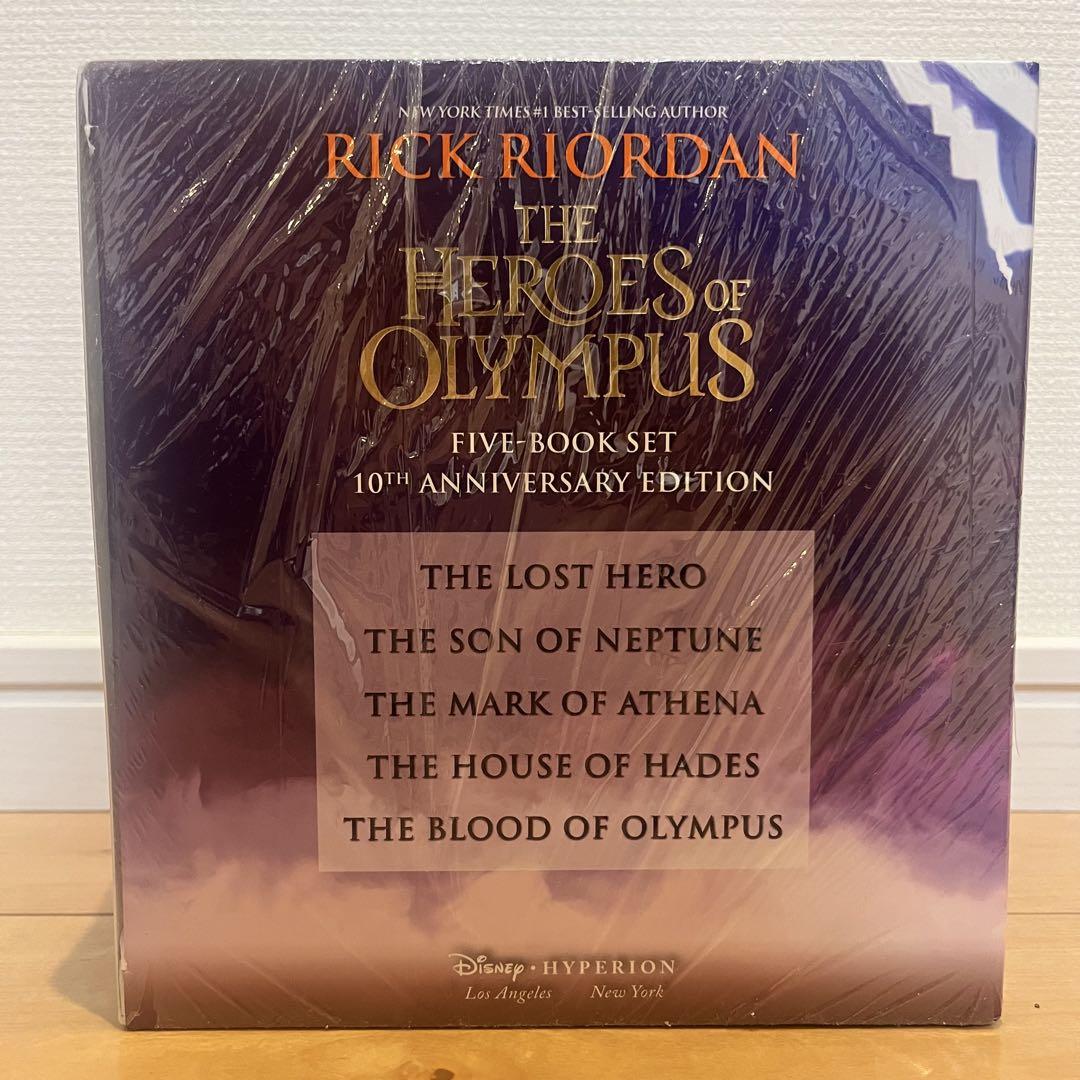 NEW YORK TIMES #1 BEST-SELLING AUTHOR
RICK RIORDAN
THE
HEROES OF
OLYMPUS
FIVE-BOOK SET
10TH ANNIVERSARY EDITION
THE LOST HERO
THE SON OF NEPTUNE
THE MARK OF ATHENA
THE HOUSE OF HADES
THE BLOOD OF OLYMPUS
Disney • HYPERION
Los Angeles New York